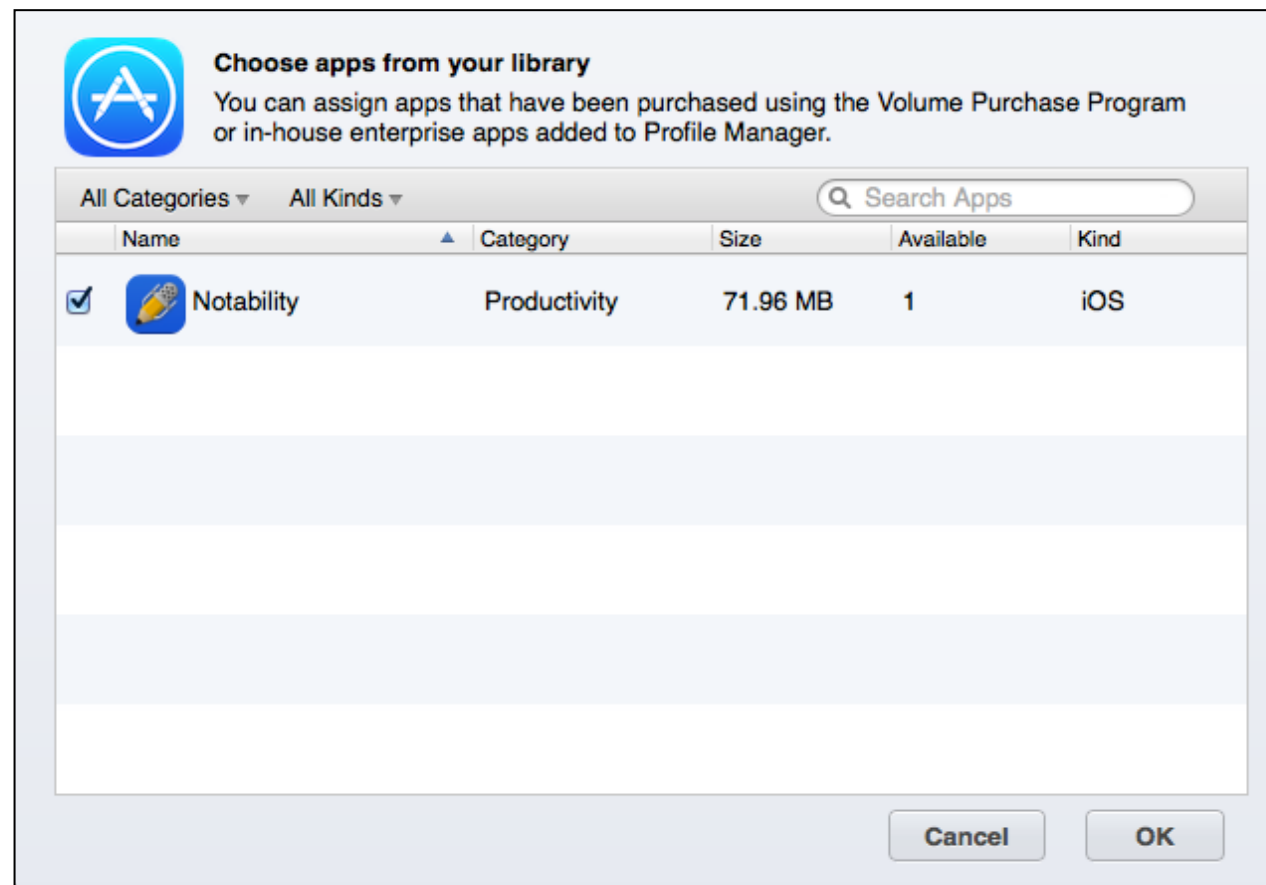 Choose apps from your library
You can assign apps that have been purchased using the Volume Purchase Program
or in-house enterprise apps added to Profile Manager.
All Categories All Kinds Search Apps
Name Category Size Available Kind
Notability Productivity 71.96 MB 1 iOS
Cancel OK